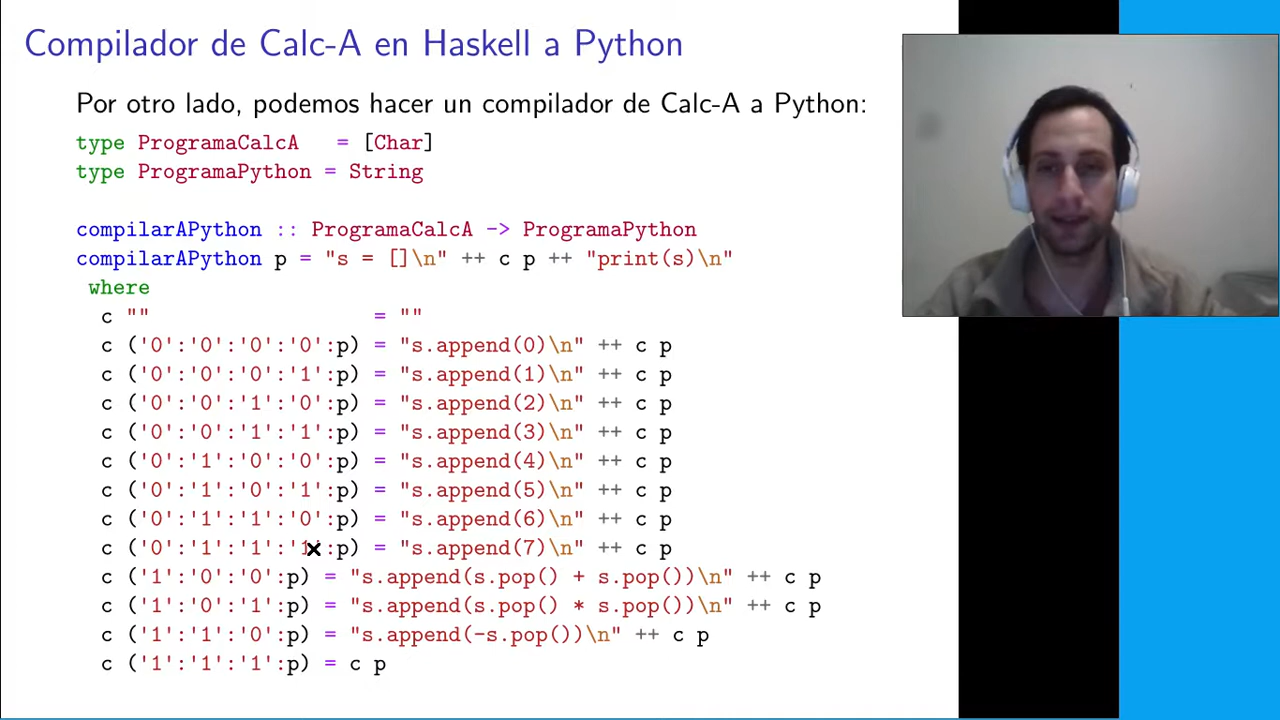 Compilador de Calc-A en Haskell a Python
Por otro lado, podemos hacer un compilador de Calc-A a Python:
type ProgramaCalcA   = [Char]
type ProgramaPython = String
compilarAPython :: ProgramaCalcA -> ProgramaPython
compilarAPython p = "s = []\n" ++ c p ++ "print(s)\n"
where
c "" = ""
c ('0':'0':'0':'0':p) = "s.append(0)\n" ++ c p
c ('0':'0':'0':'1':p) = "s.append(1)\n" ++ c p
c ('0':'0':'1':'0':p) = "s.append(2)\n" ++ c p
c ('0':'0':'1':'1':p) = "s.append(3)\n" ++ c p
c ('0':'1':'0':'0':p) = "s.append(4)\n" ++ c p
c ('0':'1':'0':'1':p) = "s.append(5)\n" ++ c p
c ('0':'1':'1':'0':p) = "s.append(6)\n" ++ c p
c ('0':'1':'1':'1':p) = "s.append(7)\n" ++ c p
c ('1':'0':'0':p) = "s.append(s.pop() + s.pop())\n" ++ c p
c ('1':'0':'1':p) = "s.append(s.pop() * s.pop())\n" ++ c p
c ('1':'1':'0':p) = "s.append(-s.pop())\n" ++ c p
c ('1':'1':'1':p) = c p